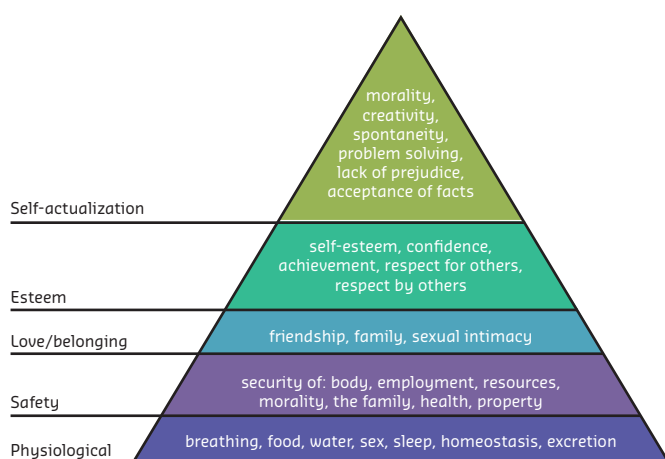 morality,
creativity,
spontaneity,
problem solving,
lack of prejudice,
acceptance of facts
Self-actualization
self-esteem, confidence,
achievement, respect for others,
respect by others
Esteem
friendship, family, sexual intimacy
Love/belonging
security of: body, employment, resources,
morality, the family, health, property
Safety
breathing, food, water, sex, sleep, homeostasis, excretion
Physiological